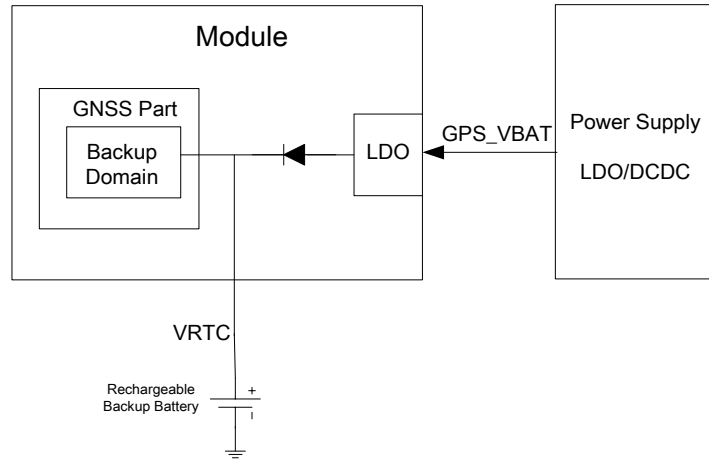 Module
GNSS Part
Backup
Domain
LDO
GPS_VBAT
Power Supply
LDO/DCDC
VRTC
Rechargeable
Backup Battery
+
-